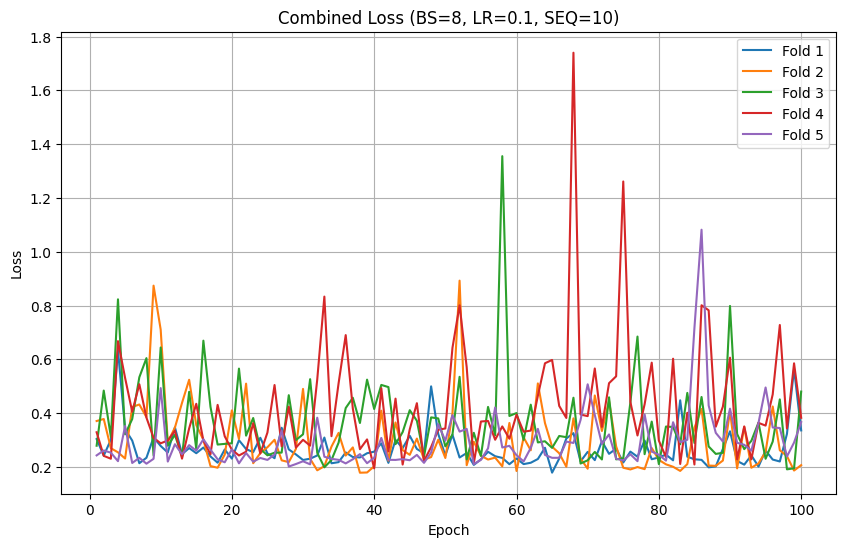 Combined Loss (BS=8, LR=0.1, SEQ=10)
1.8
1.6
1.4
1.2
1.0
0.8
0.6
0.4
0.2
Loss
Fold 1
Fold 2
Fold 3
Fold 4
Fold 5
0 20 40 60 80 100
Epoch